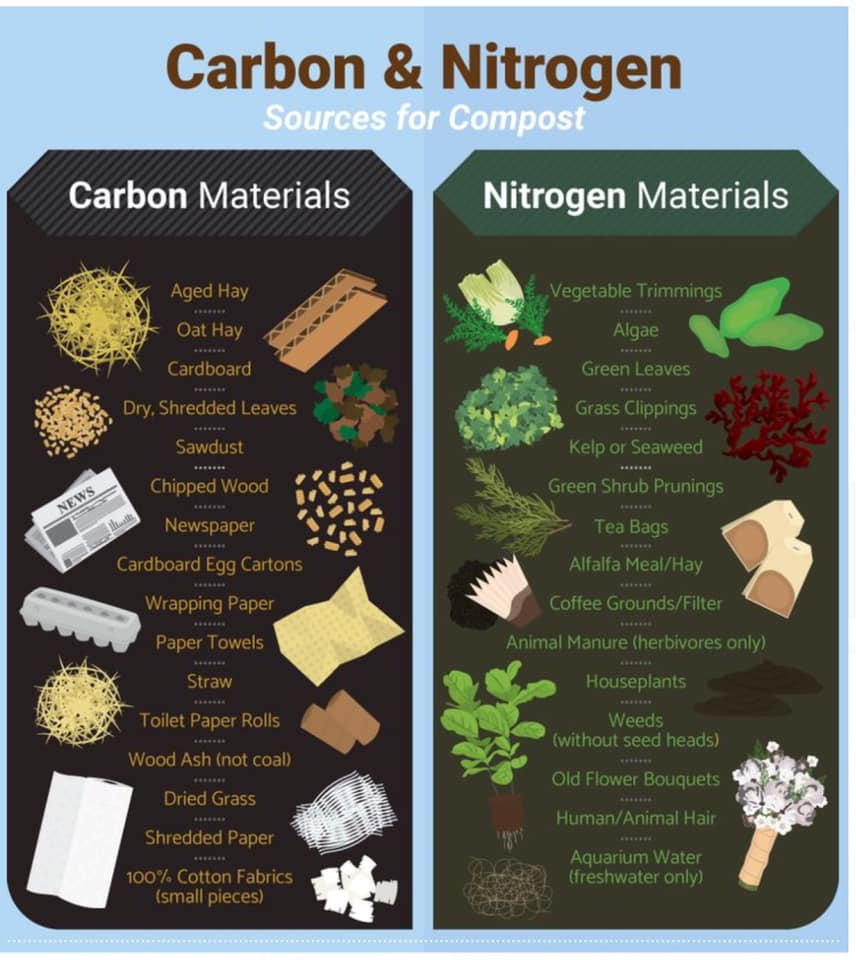 Carbon & Nitrogen
Sources for Compost
Carbon Materials
Aged Hay
Oat Hay
Cardboard
Dry, Shredded Leaves
Sawdust
Chipped Wood
Newspaper
Cardboard Egg Cartons
Wrapping Paper
Paper Towels
Straw
Toilet Paper Rolls
Wood Ash (not coal)
Dried Grass
Shredded Paper
100% Cotton Fabrics
(small pieces)
NEWS
Nitrogen Materials
Vegetable Trimmings
Algae
Green Leaves
Grass Clippings
Kelp or Seaweed
Green Shrub Prunings
Tea Bags
Alfalfa Meal/Hay
Coffee Grounds/Filter
Animal Manure (herbivores only)
Houseplants
Weeds
(without seed heads)
Old Flower Bouquets
Human/Animal Hair
Aquarium Water
(freshwater only)